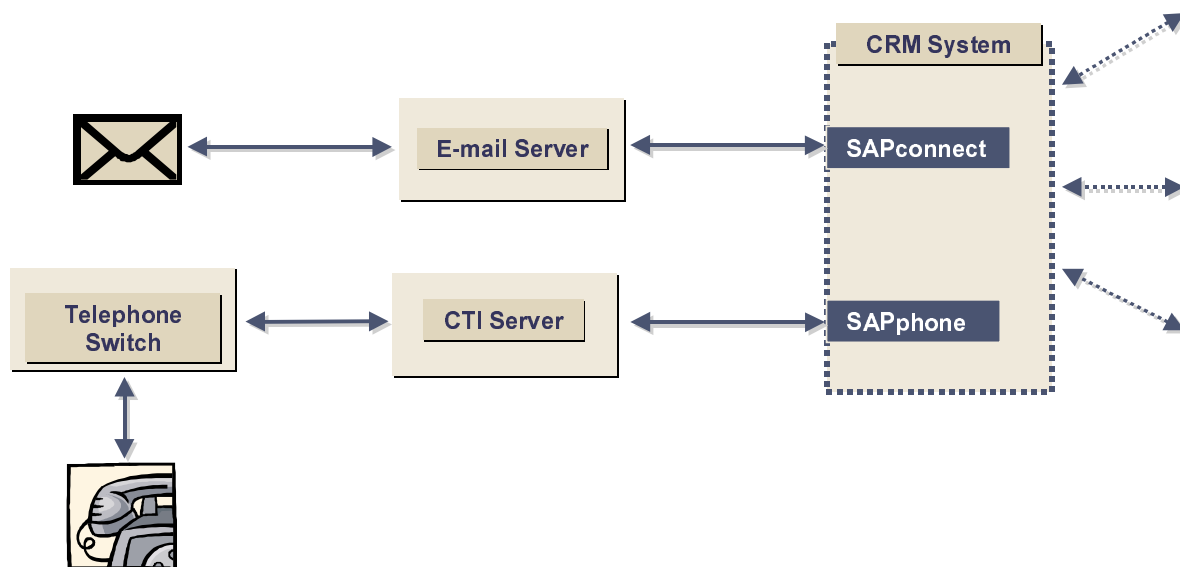 CRM System
E-mail Server
SAPconnect
Telephone
Switch
CTI Server
SAPphone